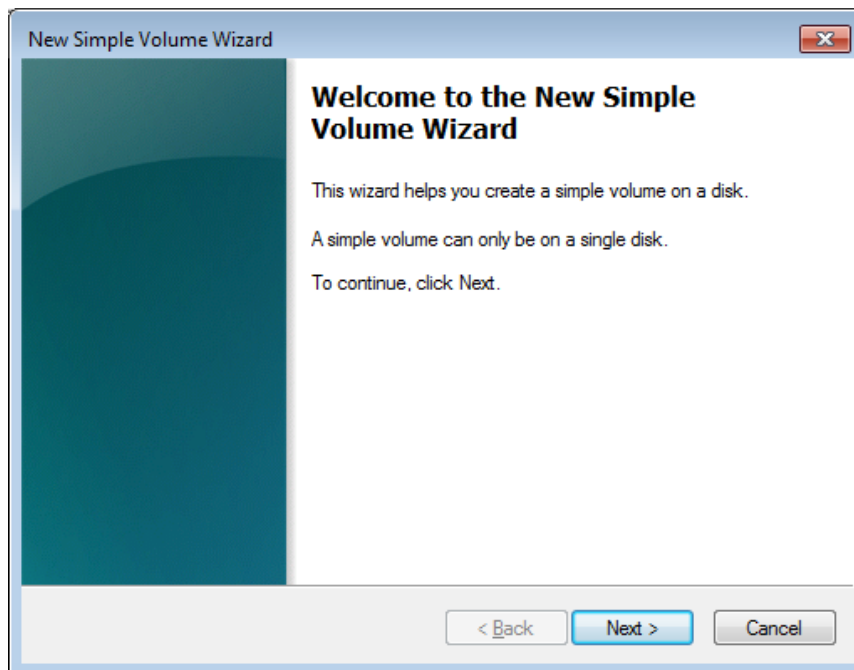 New Simple Volume Wizard
Welcome to the New Simple
Volume Wizard
This wizard helps you create a simple volume on a disk.
A simple volume can only be on a single disk.
To continue, click Next.
< Back
Next >
Cancel